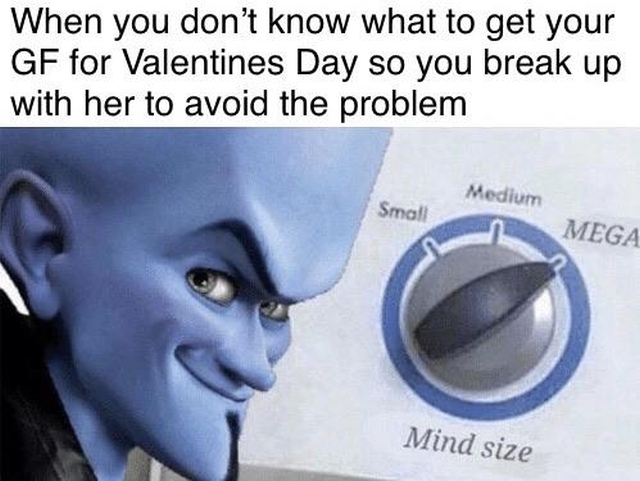 When you don’t know what to get your
GF for Valentines Day so you break up
with her to avoid the problem
Small
Medium
MEGA
Mind size